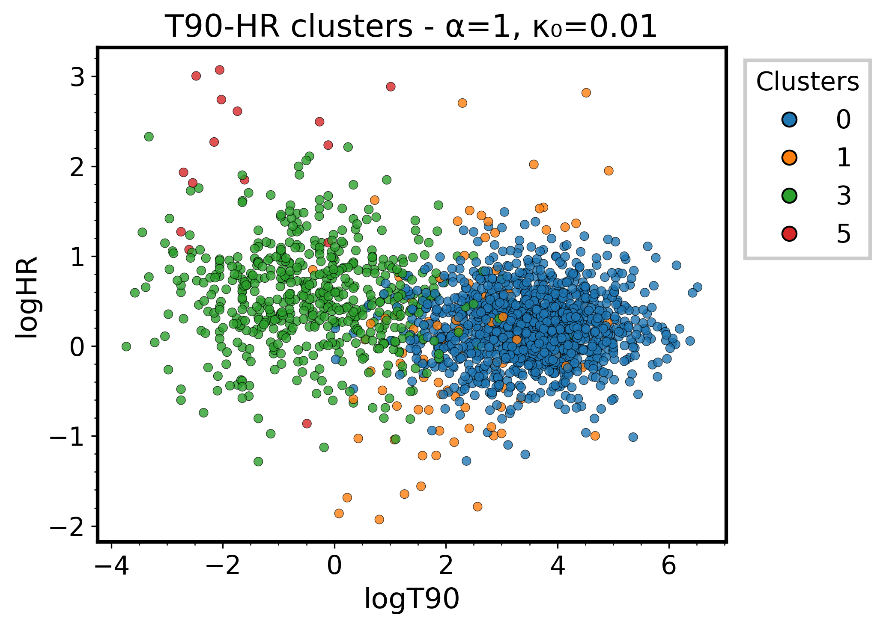 T90-HR clusters - α=1, κ₀=0.01
Clusters
0
1
3
5
logHR
3
2
1
0
−1
−2
−4 −2 0 2 4 6
logT90